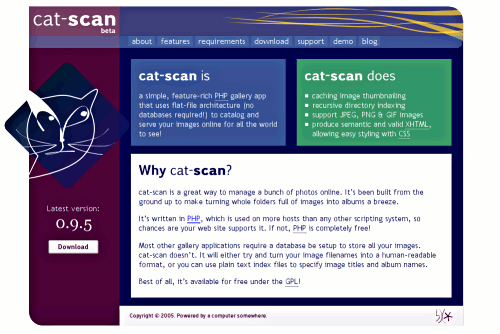 cat-scan
beta
about features requirements download support demo blog
cat-scan is
a simple, feature-rich PHP gallery app
that uses flat-file architecture (no
databases required!) to catalog and
serve your images online for all the world
to see!
cat-scan does
caching image thumbnailing
recursive directory indexing
support JPEG, PNG & GIF images
produce semantic and valid XHTML,
allowing easy styling with CSS
Latest version:
0.9.5
Download
Why cat-scan?
cat-scan is a great way to manage a bunch of photos online. It's been built from the
ground up to make turning whole folders full of images into albums a breeze.
It's written in PHP, which is used on more hosts than any other scripting system, so
chances are your web site supports it. If not, PHP is completely free!
Most other gallery applications require a database be setup to store all your images.
cat-scan doesn't. It will either try and turn your image filenames into a human-readable
format, or you can use plain text index files to specify image titles and album names.
Best of all, it's available for free under the GPL!
Copyright © 2005. Powered by a computer somewhere.